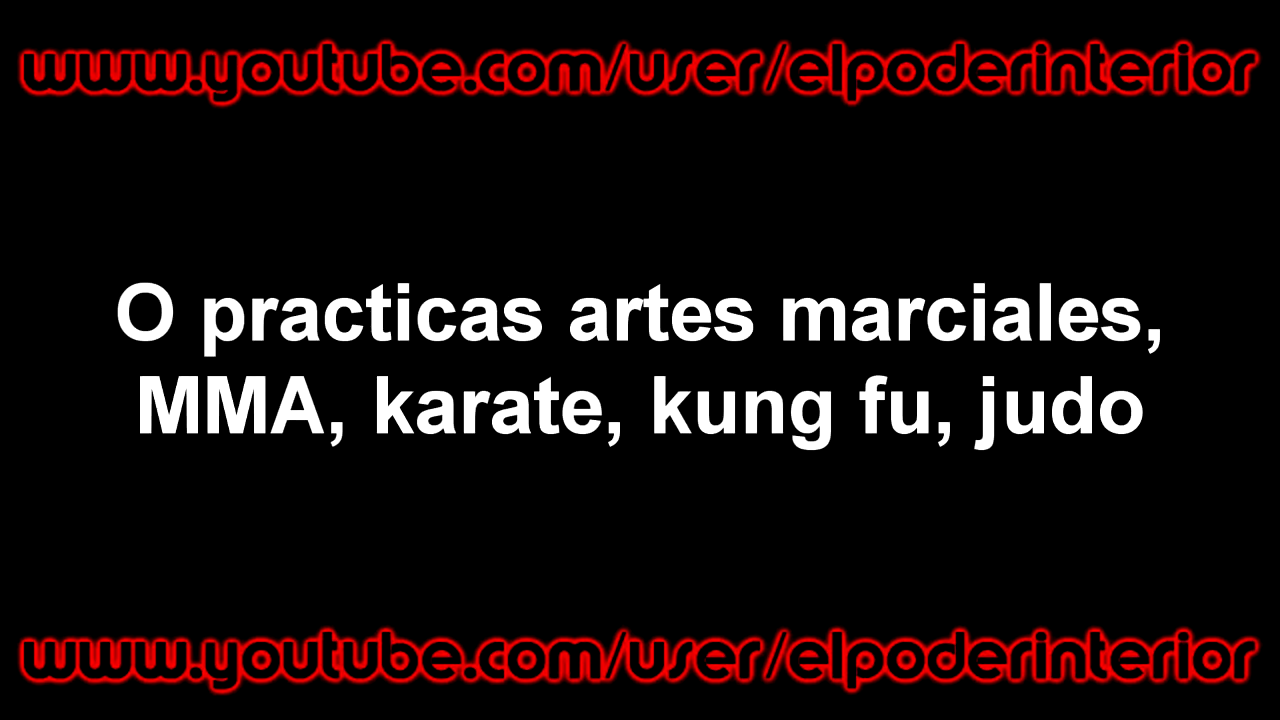 www.youtube.com/user/elpoderinterior
O practicas artes marciales,
MMA, karate, kung fu, judo
www.youtube.com/user/elpoderinterior